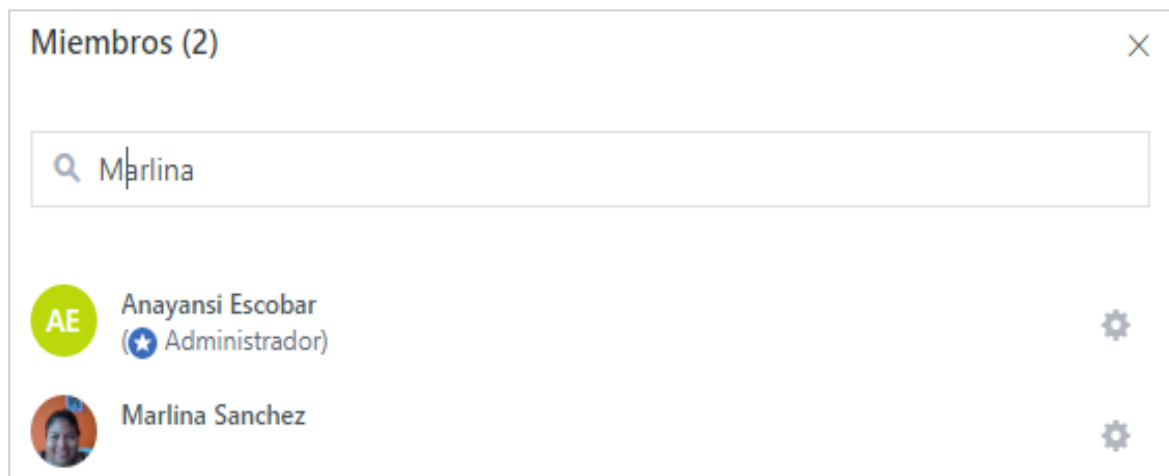 Miembros (2)
Marlina
AE
Anayansi Escobar
(Administrador)
Marlina Sanchez